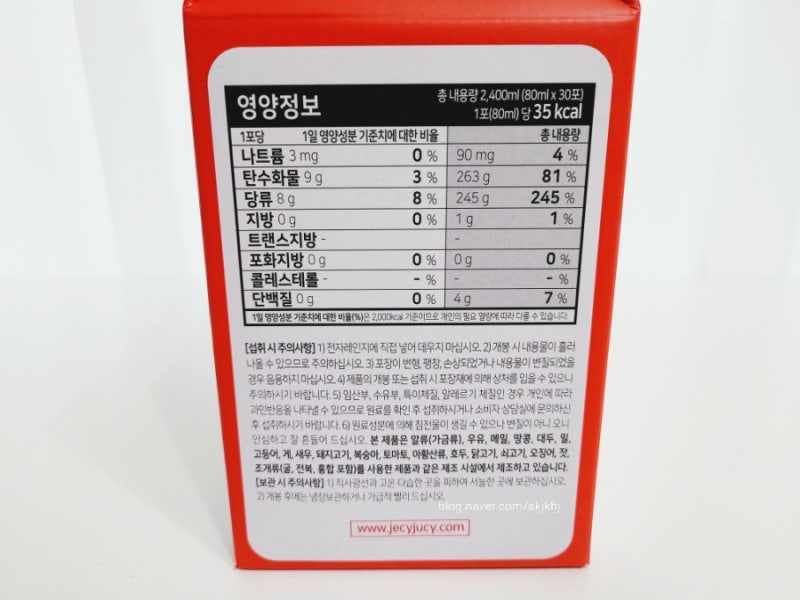 영양정보
총 내용량 2,400ml (80ml x 30포)
1포(80ml) 당 35 kcal
1포당 1일 영양성분 기준치에 대한 비율 총 내용량
나트륨 3 mg 0 % 90 mg 4 %
탄수화물 9 g 3 % 263 g 81 %
당류 8 g 8 % 245 g 245 %
지방 0 g 0 % 1 g 1 %
트랜스지방 - -
포화지방 0 g 0 % 0 g 0 %
콜레스테롤 - - % - - %
단백질 0 g 0 % 4 g 7 %
1일 영양성분 기준치에 대한 비율(%)은 2,000kcal 기준이므로 개인의 필요 열량에 따라 다를 수 있습니다.
[섭취 시 주의사항] 1) 전자레인지에 직접 넣어 데우지 마십시오. 2) 개봉 시 내용물이 흘러
나올 수 있으므로 주의하십시오. 3) 포장이 변형, 팽창, 손상되었거나 내용물이 변질되었을
경우 음용하지 마십시오. 4) 제품의 개봉 또는 섭취 시 포장재에 의해 상처를 입을 수 있으니
주의하시기 바랍니다. 5) 임산부, 수유부, 특이체질, 알레르기 체질인 경우 개인에 따라
과민반응을 나타낼 수 있으므로 원료를 확인 후 섭취하시거나 소비자 상담실에 문의하신
후 섭취하시기 바랍니다. 6) 원료성분에 의해 침전물이 생길 수 있으나 변질이 아니 오니
안심하고 잘 흔들어 드십시오. 본 제품은 알류(가금류), 우유, 메밀, 땅콩, 대두, 밀,
고등어, 게, 새우, 돼지고기, 복숭아, 토마토, 아황산류, 호두, 닭고기, 쇠고기, 오징어, 잣,
조개류(굴, 전복, 홍합 포함)를 사용한 제품과 같은 제조 시설에서 제조하고 있습니다.
[보관 시 주의사항] 1) 직사광선과 고온 다습한 곳을 피하여 서늘한 곳에 보관하십시오.
2) 개봉 후에는 냉장보관하거나 가급적 빨리 드십시오.
blog.naver.com/skjkhj
www.jecyjucy.com